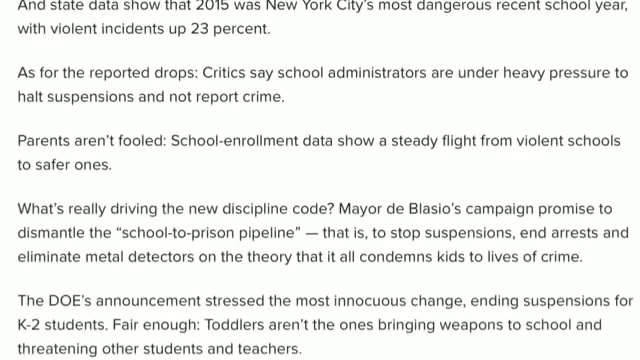 And state data show that 2015 was New York City's most dangerous recent school year,
with violent incidents up 23 percent.
As for the reported drops: Critics say school administrators are under heavy pressure to
halt suspensions and not report crime.
Parents aren't fooled: School-enrollment data show a steady flight from violent schools
to safer ones.
What's really driving the new discipline code? Mayor de Blasio's campaign promise to
dismantle the “school-to-prison pipeline” — that is, to stop suspensions, end arrests and
eliminate metal detectors on the theory that it all condemns kids to lives of crime.
The DOE's announcement stressed the most innocuous change, ending suspensions for
K-2 students. Fair enough: Toddlers aren't the ones bringing weapons to school and
threatening other students and teachers.